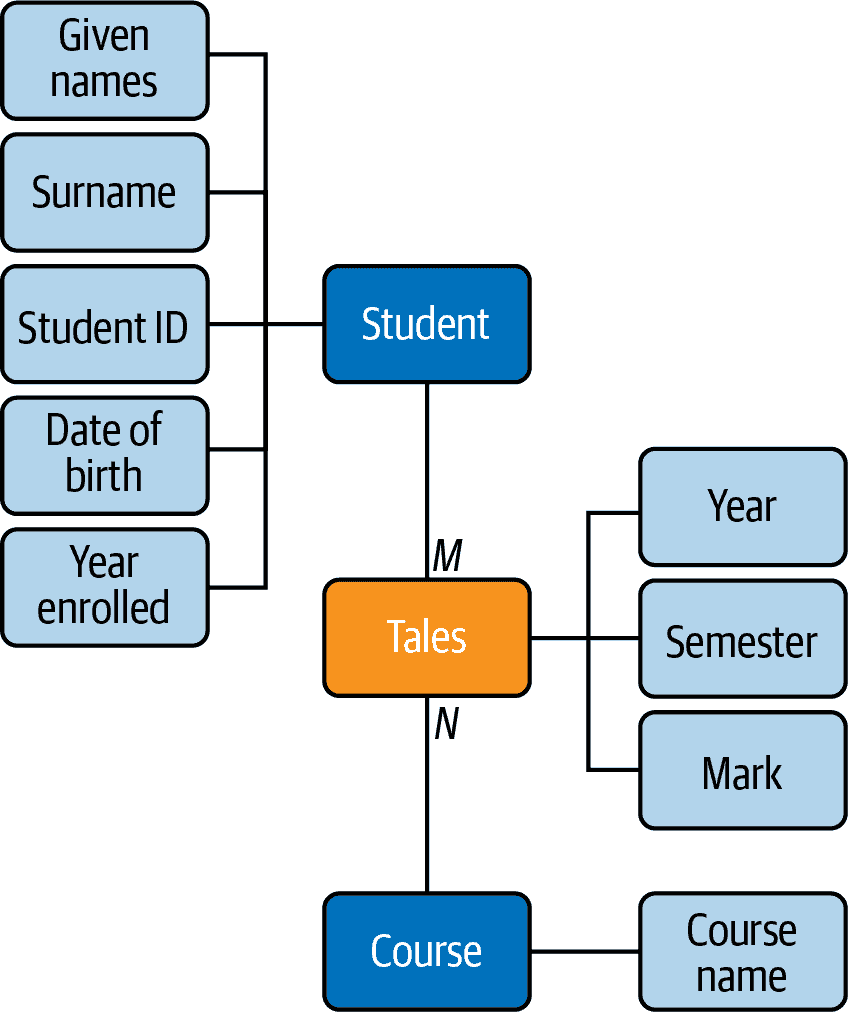 Given
names
Surname
Student ID
Date of
birth
Year
enrolled
Student
M
Tales
N
Year
Semester
Mark
Course
Course
name